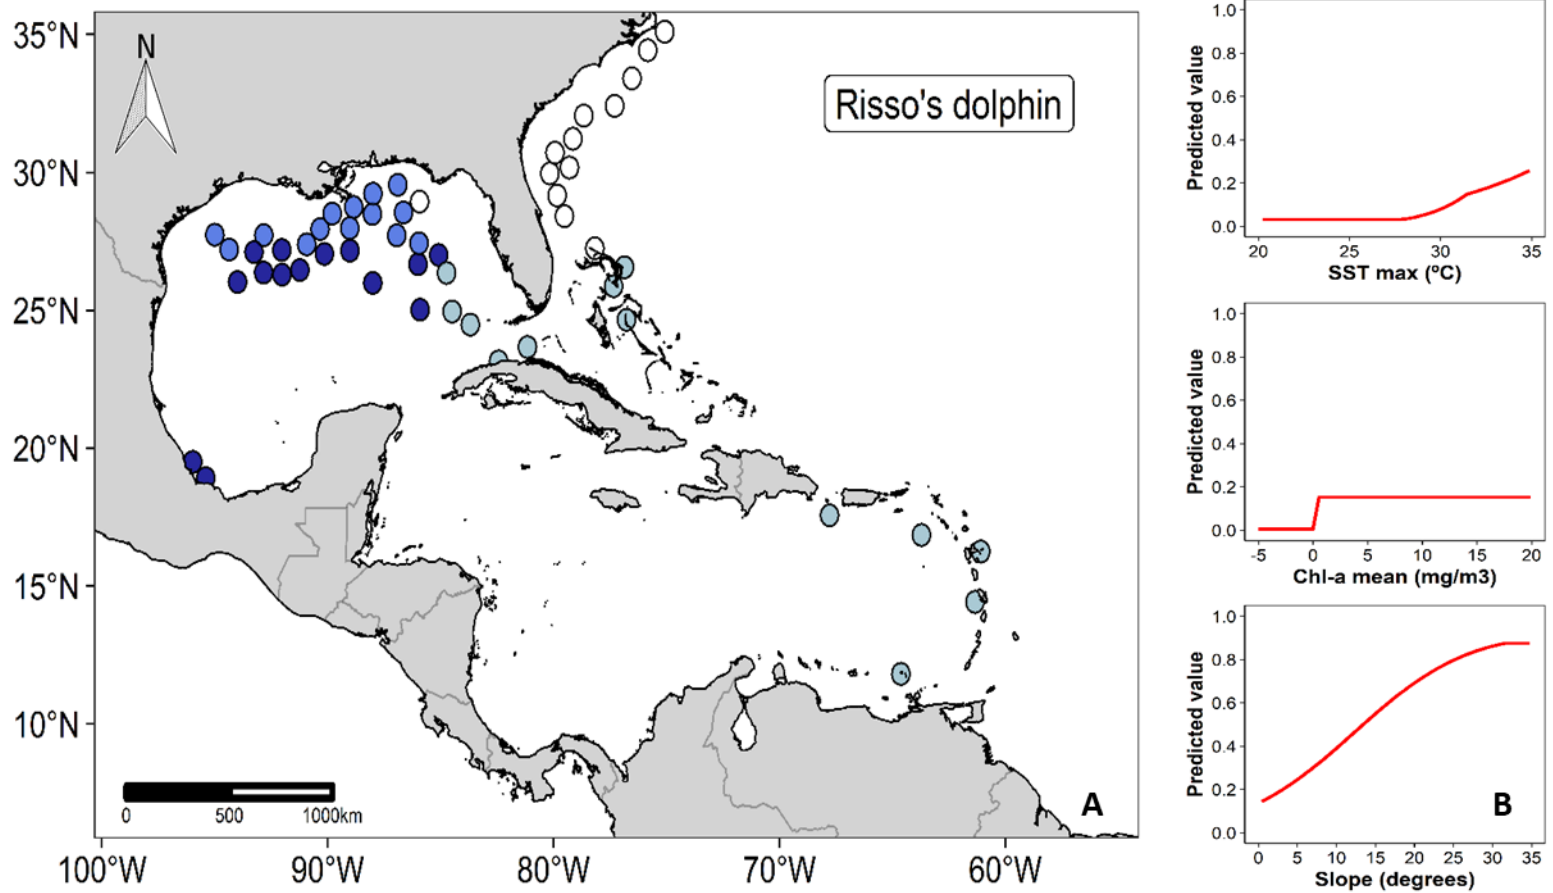 35°N
30°N
25°N
20°N
15°N
10°N
N
Risso's dolphin
0
500
1000km
A
100°W
90°W
80°W
70°W
60°W
Predicted value
1.0
0.8
0.6
0.4
0.2
0.0
20
25
30
35
SST max (ºC)
Predicted value
1.0
0.8
0.6
0.4
0.2
0.0
-5
0
5
10
15
20
Chl-a mean (mg/m3)
Predicted value
1.0
0.8
0.6
0.4
0.2
0.0
B
0
5
10
15
20
25
30
35
Slope (degrees)